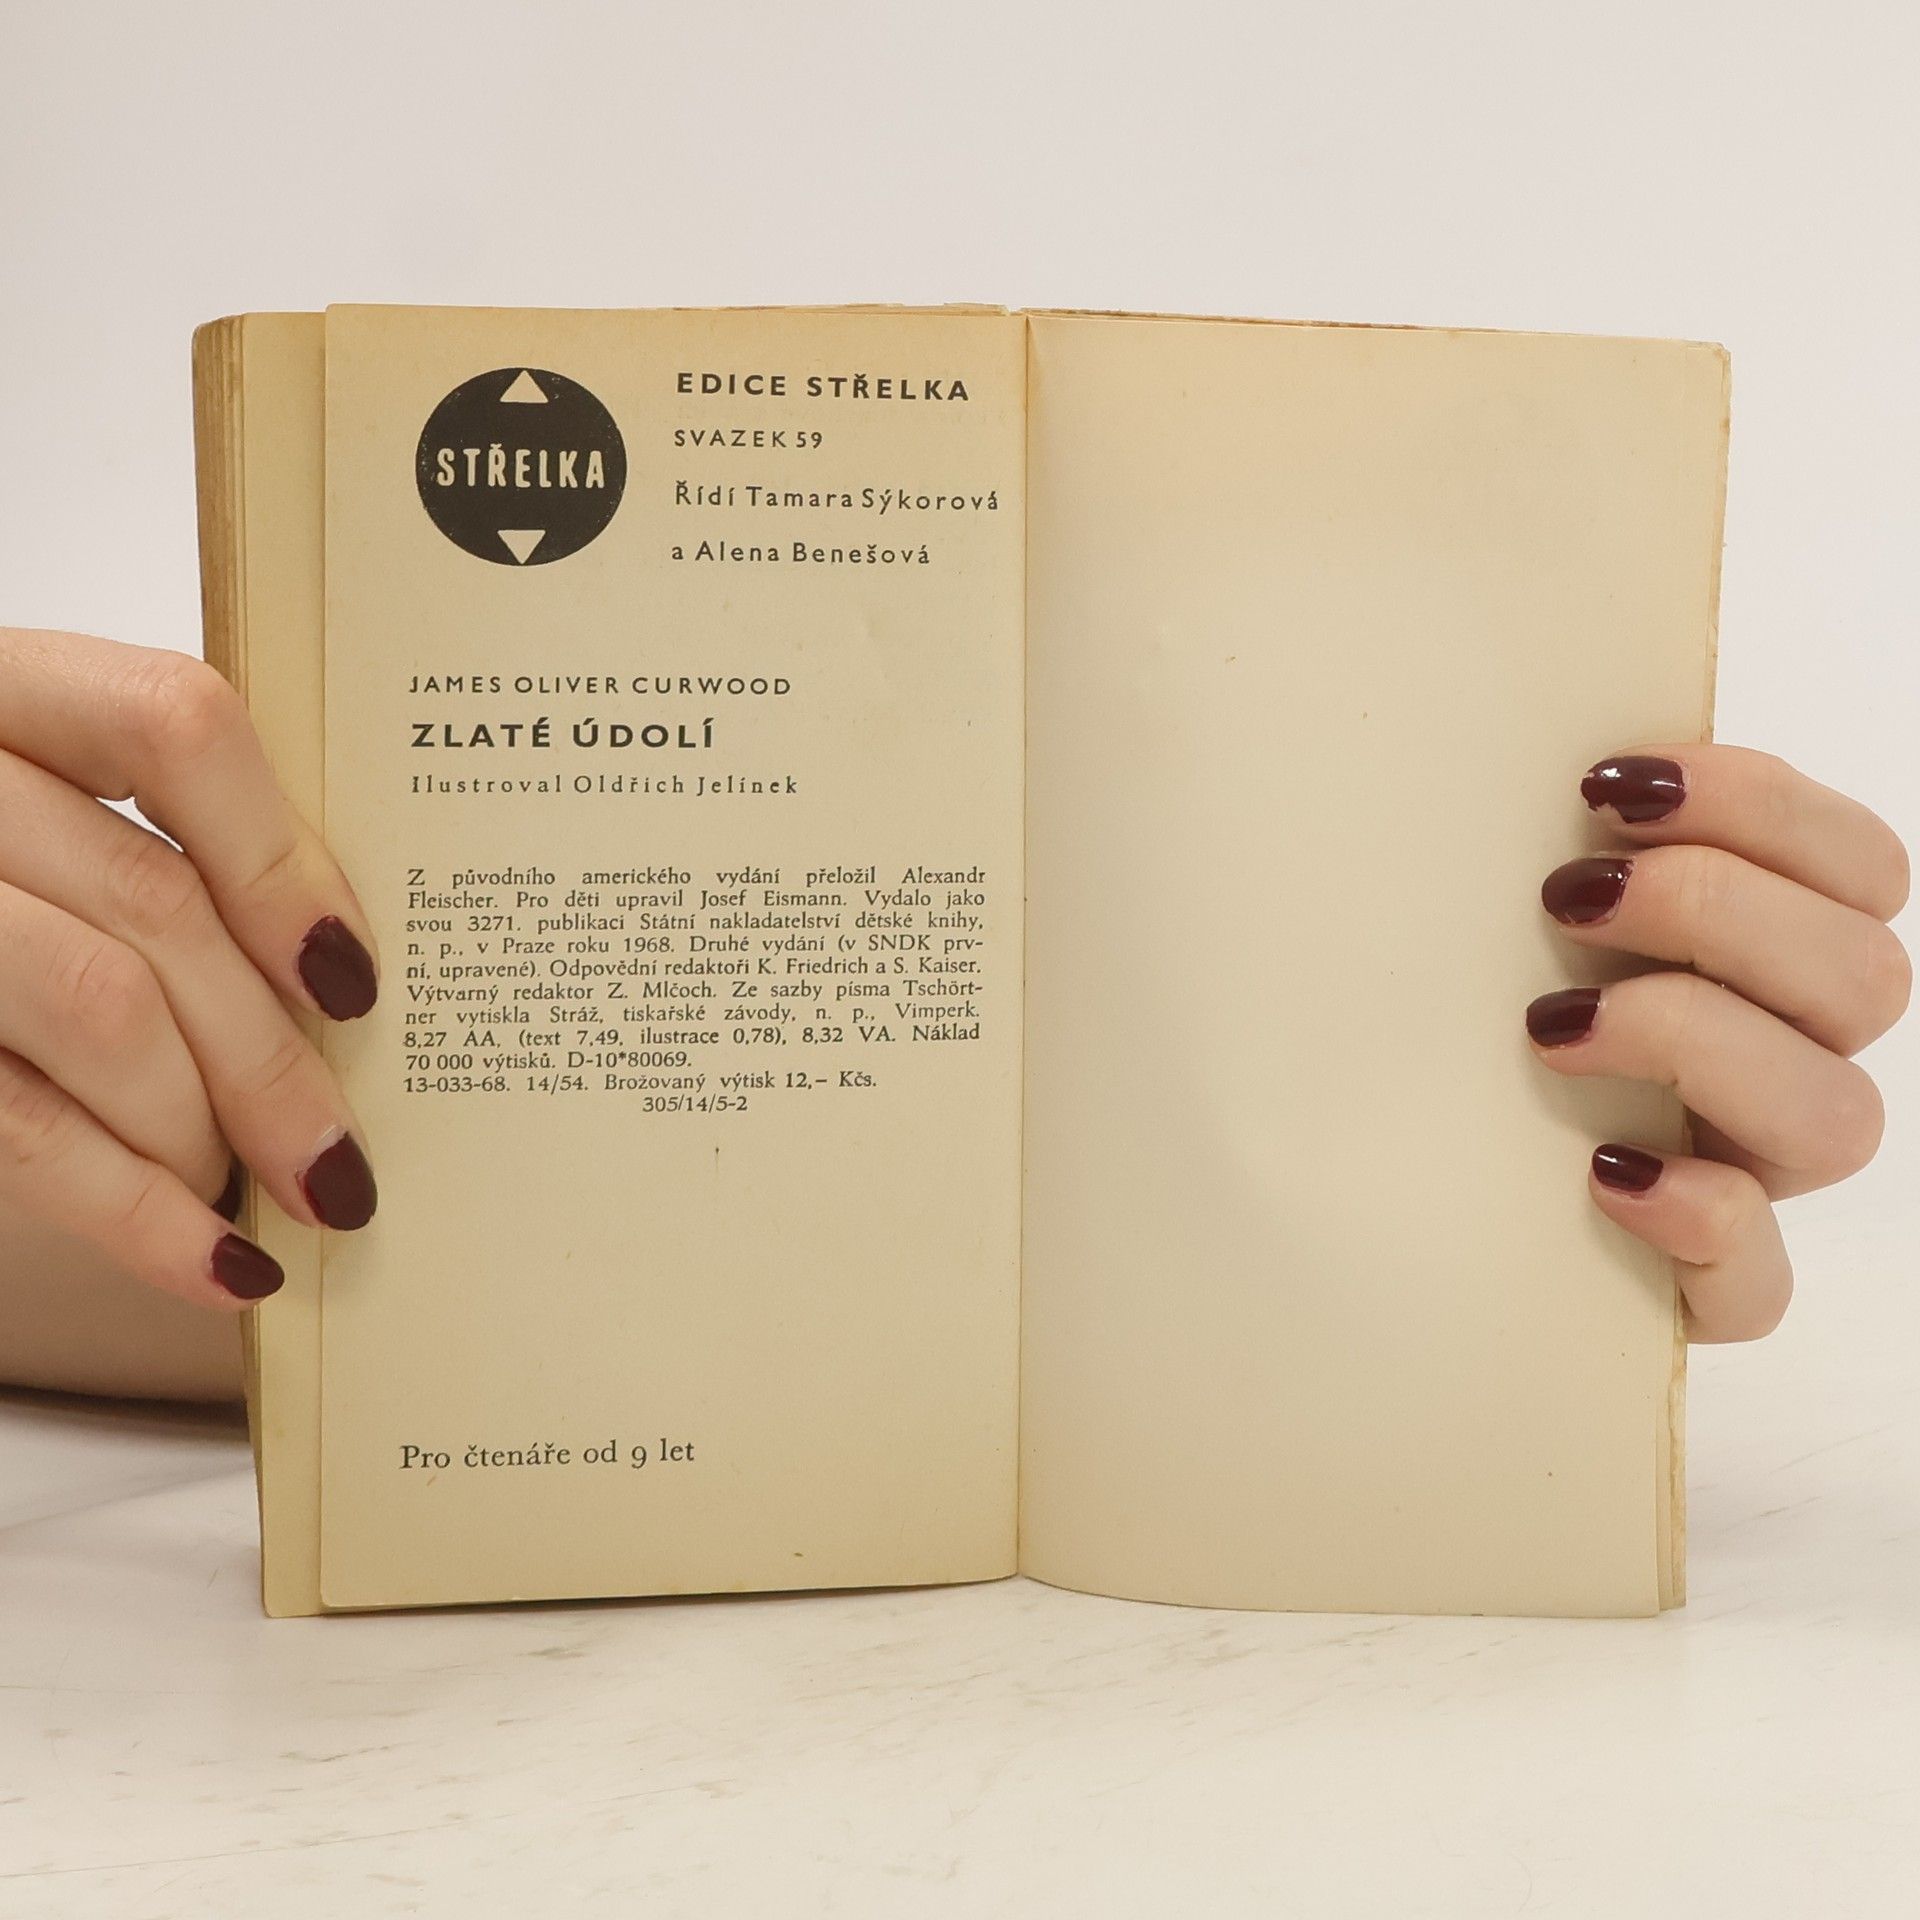 STŘELKA
EDICE STŘELKA
SVAZEK 59
Řídí Tamara Sýkorová
a Alena Benešová
JAMES OLIVER CURWOOD
ZLATÉ ÚDOLÍ
Ilustroval Oldřich Jelínek
Z původního amerického vydání přeložil Alexandr
Fleischer. Pro děti upravil Josef Eismann. Vydalo jako
svou 3271. publikaci Státní nakladatelství dětské knihy,
n. p., v Praze roku 1968. Druhé vydání (v SNDK prv-
ní, upravené). Odpovědní redaktoři K. Friedrich a S. Kaiser.
Výtvarný redaktor Z. Mlčoch. Ze sazby písma Tschört-
ner vytiskla Stráž, tiskařské závody, n. p., Vimperk.
8,27 AA, (text 7,49, ilustrace 0,78), 8,32 VA. Náklad
70 000 výtisků. D-10*80069.
13-033-68. 14/54. Brožovaný výtisk 12,– Kčs.
305/14/5-2
Pro čtenáře od 9 let